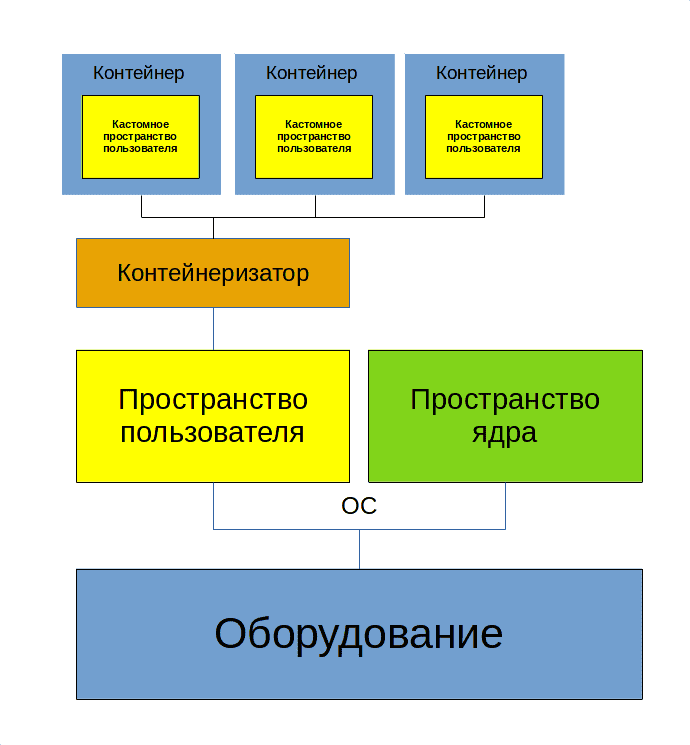 Контейнер
Контейнер
Контейнер
Кастомное
пространство
пользователя
Кастомное
пространство
пользователя
Кастомное
пространство
пользователя
Контейнеризатор
Пространство
пользователя
Пространство
ядра
ОС
Оборудование